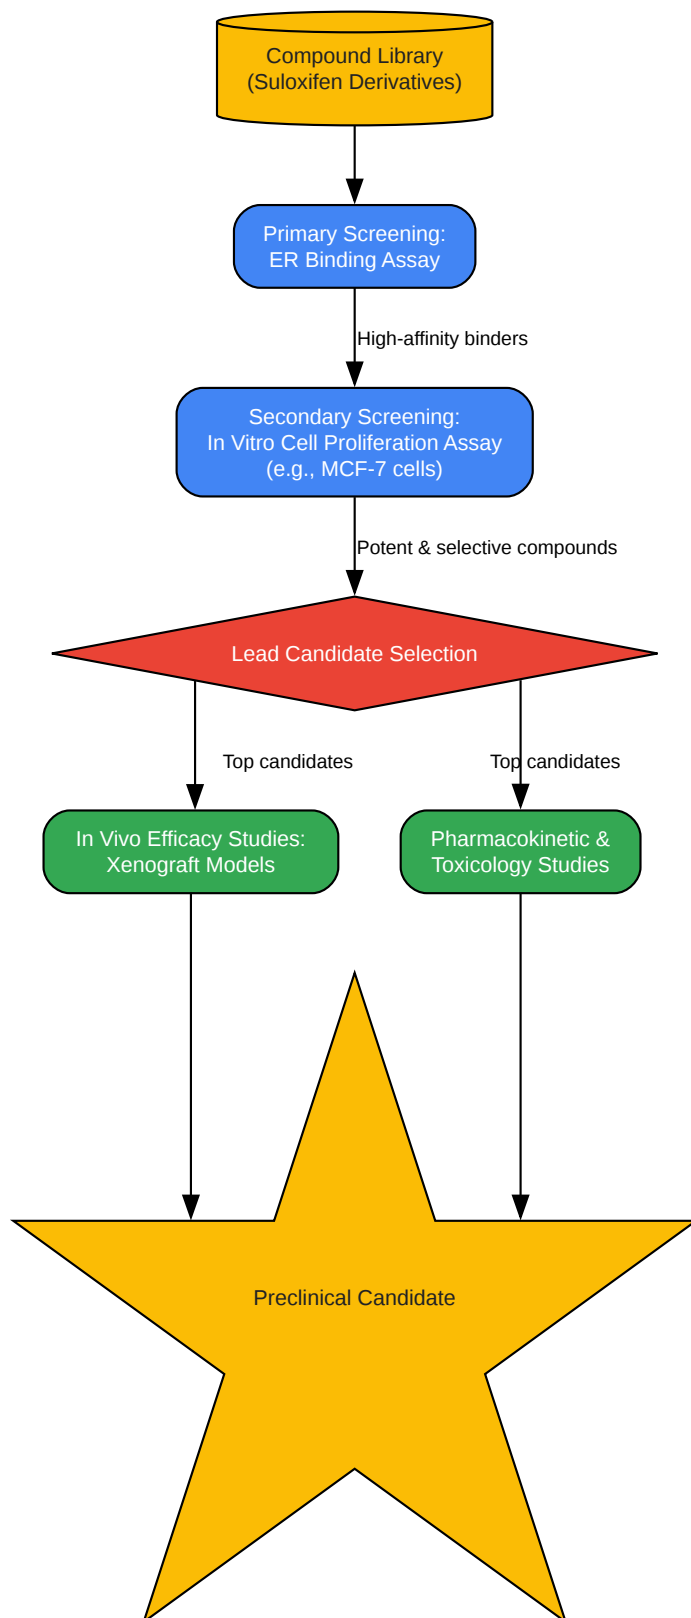 Compound Library
(Suloxifen Derivatives)
Primary Screening:
ER Binding Assay
High-affinity binders
Secondary Screening:
In Vitro Cell Proliferation Assay
(e.g., MCF-7 cells)
Potent & selective compounds
Lead Candidate Selection
Top candidates
Top candidates
In Vivo Efficacy Studies:
Xenograft Models
Pharmacokinetic &
Toxicology Studies
Preclinical Candidate